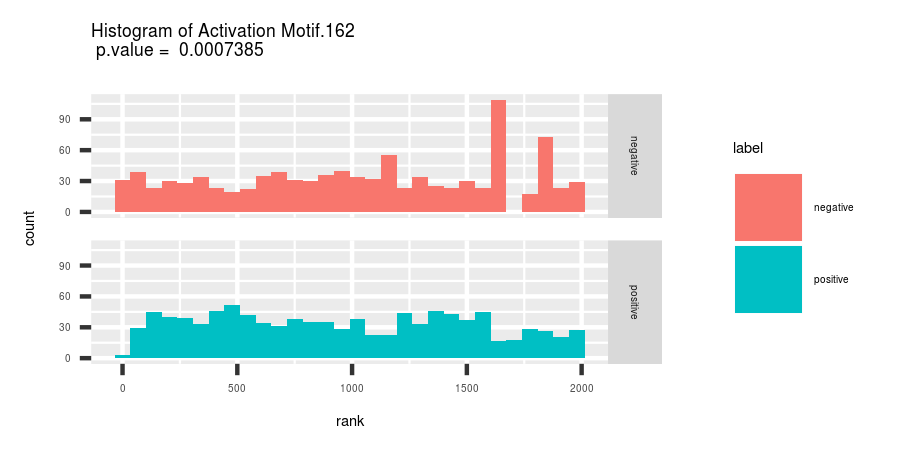 Histogram of Activation Motif.162
p.value = 0.0007385
count
90
60
30
0
negative
90
60
30
0
positive
0 500 1000 1500 2000
rank
label
negative
positive